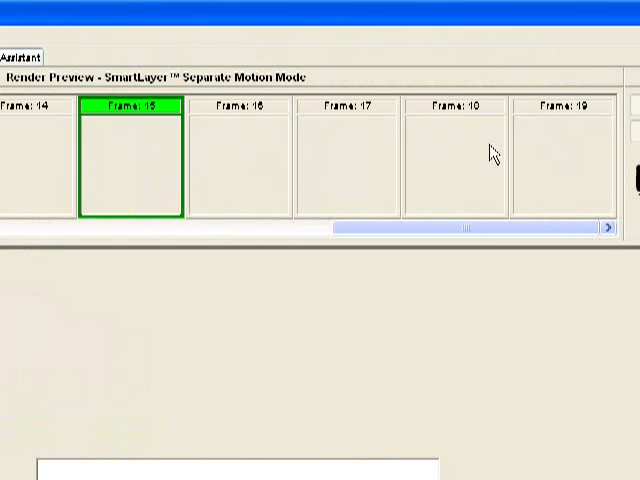 Assistant
Render Preview - SmartLayer™ Separate Motion Mode
Frame: 14 Frame: 15 Frame: 16 Frame: 17 Frame: 18 Frame: 19